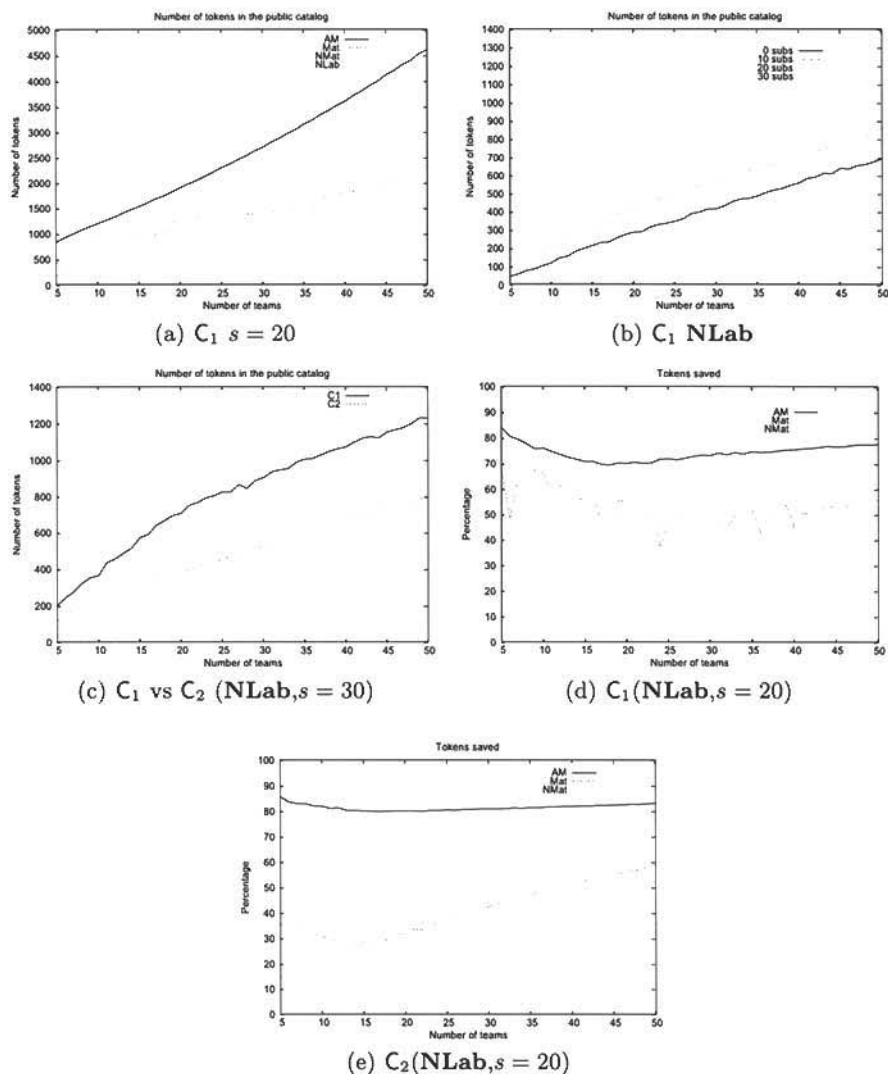 Number of tokens in the public catalog
Number of tokens
5000
4500
4000
3500
3000
2500
2000
1500
1000
500
0
AM
Mat
NMat
NLab
5 10 15 20 25 30 35 40 45 50
Number of teams
(a) C₁ s = 20
Number of tokens in the public catalog
Number of tokens
1400
1300
1200
1100
1000
900
800
700
600
500
400
300
200
100
0
0 subs
10 subs
20 subs
30 subs
5 10 15 20 25 30 35 40 45 50
Number of teams
(b) C₁ NLab
Number of tokens in the public catalog
Number of tokens
1400
1200
1000
800
600
400
200
0
C1
C2
5 10 15 20 25 30 35 40 45 50
Number of teams
(c) C₁ vs C₂ (NLab,s = 30)
Tokens saved
Percentage
100
90
80
70
60
50
40
30
20
10
0
AM
Mat
NMat
5 10 15 20 25 30 35 40 45 50
Number of teams
(d) C₁(NLab,s = 20)
Tokens saved
Percentage
100
90
80
70
60
50
40
30
20
10
0
AM
Mat
NMat
5 10 15 20 25 30 35 40 45 50
Number of teams
(e) C₂(NLab,s = 20)